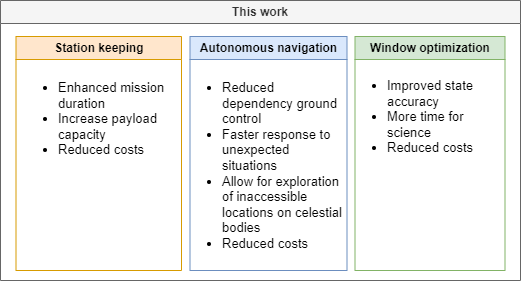 This work
Station keeping
• Enhanced mission
duration
• Increase payload
capacity
• Reduced costs
Autonomous navigation
• Reduced
dependency ground
control
• Faster response to
unexpected
situations
• Allow for exploration
of inaccessible
locations on celestial
bodies
• Reduced costs
Window optimization
• Improved state
accuracy
• More time for
science
• Reduced costs